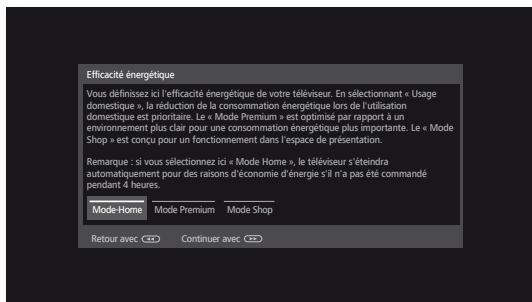 Efficacité énergétique
Vous définissez ici l'efficacité énergétique de votre téléviseur. En sélectionnant « Usage
domestique », la réduction de la consommation énergétique lors de l'utilisation
domestique est prioritaire. Le « Mode Premium » est optimisé par rapport à un
environnement plus clair pour une consommation énergétique plus importante. Le « Mode
Shop » est conçu pour un fonctionnement dans l'espace de présentation.
Remarque : si vous sélectionnez ici « Mode Home », le téléviseur s'éteindra
automatiquement pour des raisons d'économie d'énergie s'il n'a pas été commandé
pendant 4 heures.
Mode-Home Mode Premium Mode Shop
Retour avec Continuer avec